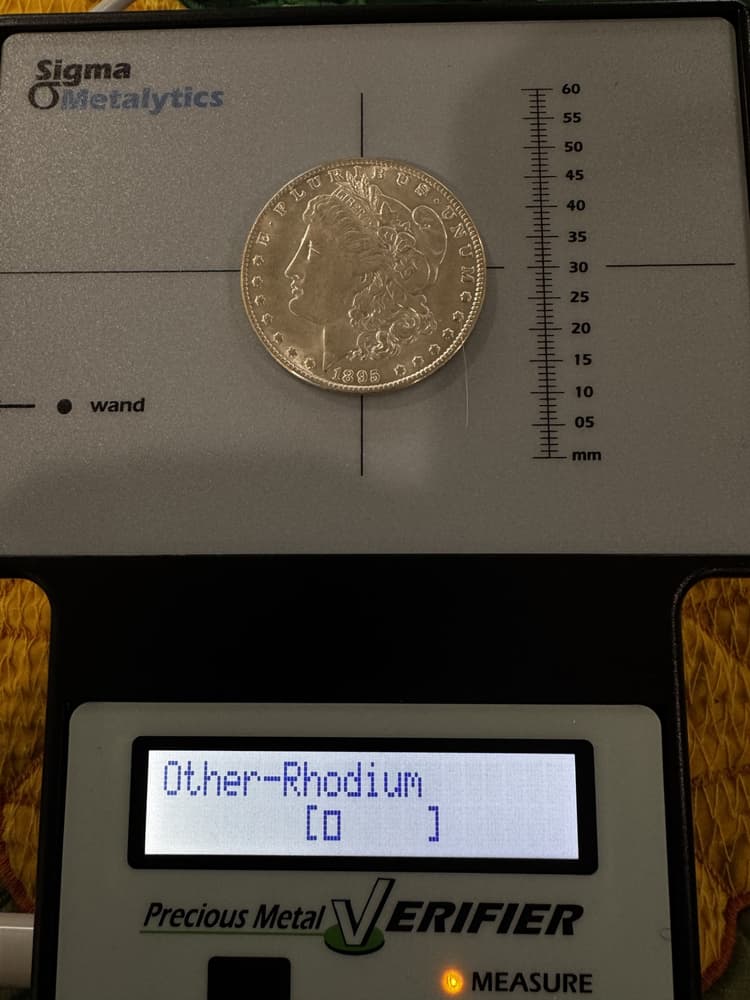 Sigma
Metalytics
60
55
50
45
40
35
30
25
20
15
10
05
mm
E·PLURIBUS·UNUM
LIBERTY
1895
wand
Other-Rhodium
[▯ ]
Precious Metal VERIFIER
MEASURE